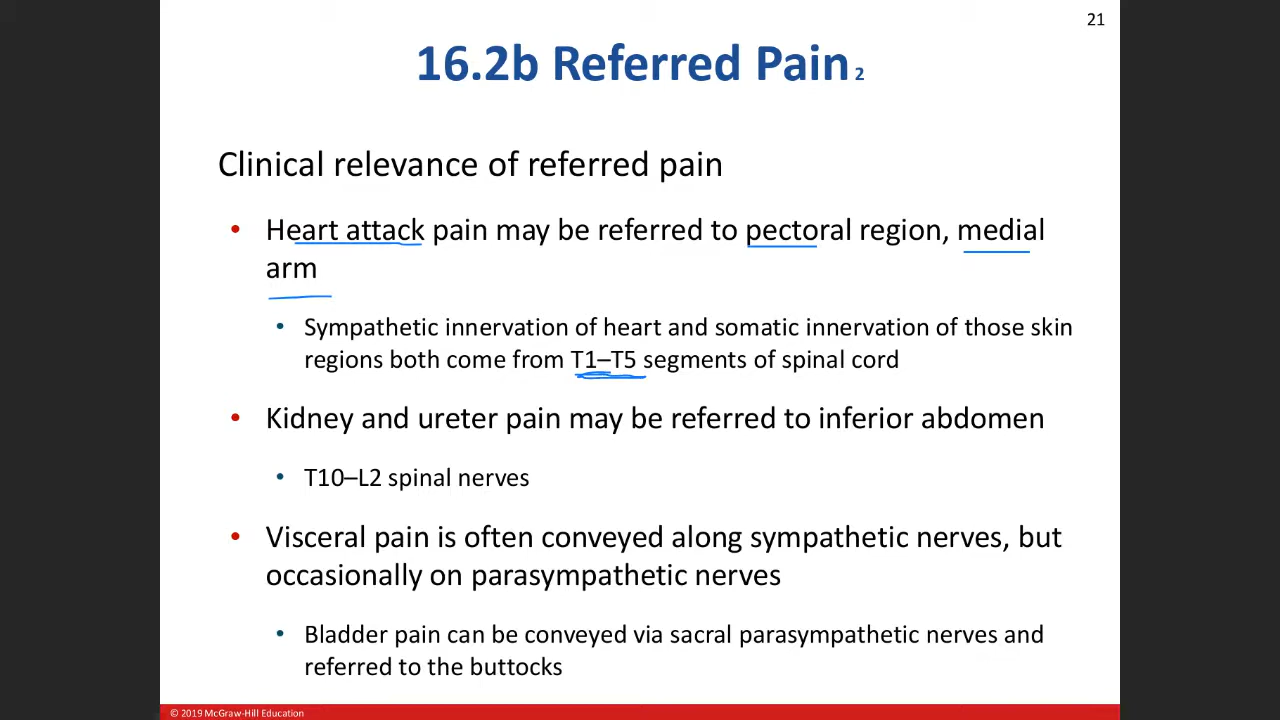 21
16.2b Referred Pain 2
Clinical relevance of referred pain
• Heart attack pain may be referred to pectoral region, medial
arm
• Sympathetic innervation of heart and somatic innervation of those skin
regions both come from T1–T5 segments of spinal cord
• Kidney and ureter pain may be referred to inferior abdomen
• T10–L2 spinal nerves
• Visceral pain is often conveyed along sympathetic nerves, but
occasionally on parasympathetic nerves
• Bladder pain can be conveyed via sacral parasympathetic nerves and
referred to the buttocks
© 2019 McGraw-Hill Education